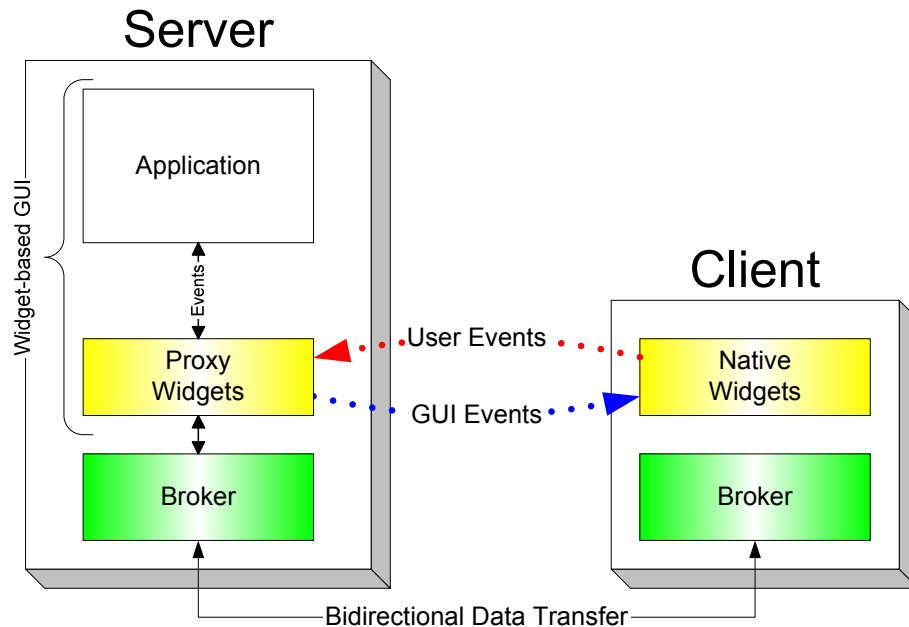 Server
Widget-based GUI
Application
Events
Proxy
Widgets
Broker
User Events
GUI Events
Client
Native
Widgets
Broker
Bidirectional Data Transfer